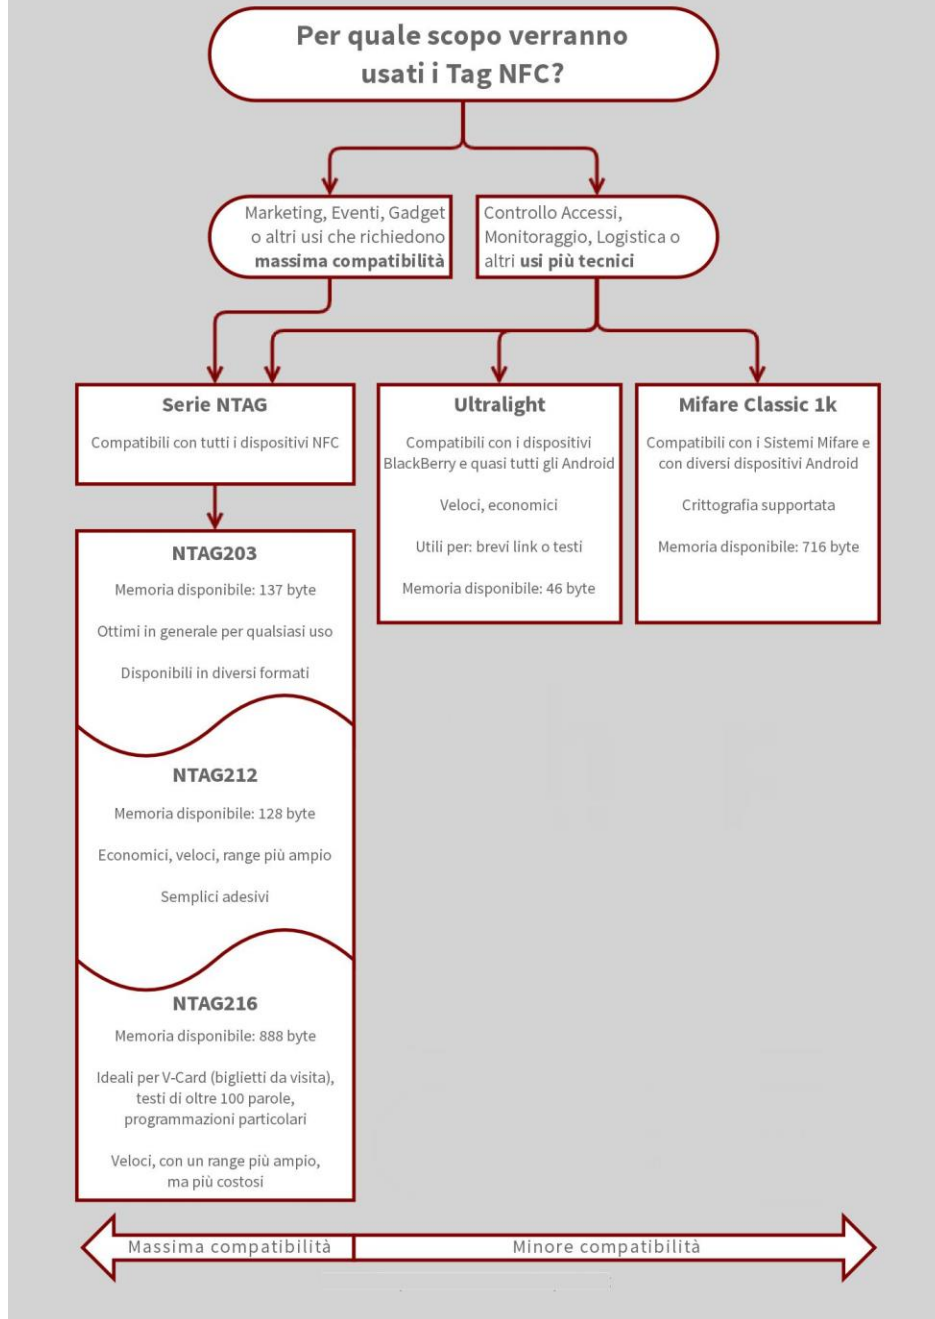 Per quale scopo verranno
usati i Tag NFC?
Marketing, Eventi, Gadget
o altri usi che richiedono
massima compatibilità
Controllo Accessi,
Monitoraggio, Logistica o
altri usi più tecnici
Serie NTAG
Compatibili con tutti i dispositivi NFC
Ultralight
Compatibili con i dispositivi
BlackBerry e quasi tutti gli Android
Veloci, economici
Utili per: brevi link o testi
Memoria disponibile: 46 byte
Mifare Classic 1k
Compatibili con i Sistemi Mifare e
con diversi dispositivi Android
Crittografia supportata
Memoria disponibile: 716 byte
NTAG203
Memoria disponibile: 137 byte
Ottimi in generale per qualsiasi uso
Disponibili in diversi formati
NTAG212
Memoria disponibile: 128 byte
Economici, veloci, range più ampio
Semplici adesivi
NTAG216
Memoria disponibile: 888 byte
Ideali per V-Card (biglietti da visita),
testi di oltre 100 parole,
programmazioni particolari
Veloci, con un range più ampio,
ma più costosi
Massima compatibilità
Minore compatibilità